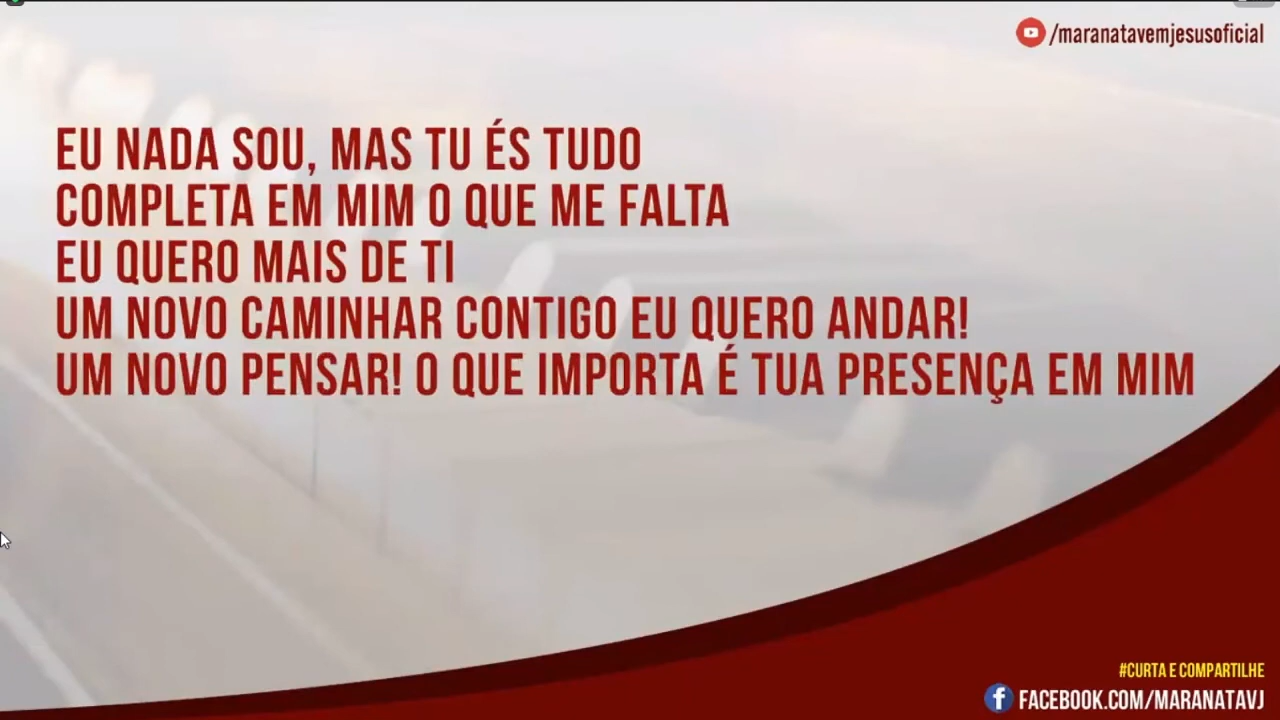 /maranatavemjesusoficial
EU NADA SOU, MAS TU ÉS TUDO
COMPLETA EM MIM O QUE ME FALTA
EU QUERO MAIS DE TI
UM NOVO CAMINHAR CONTIGO EU QUERO ANDAR!
UM NOVO PENSAR! O QUE IMPORTA É TUA PRESENÇA EM MIM
#CURTA E COMPARTILHE
FACEBOOK.COM/MARANATAVJ